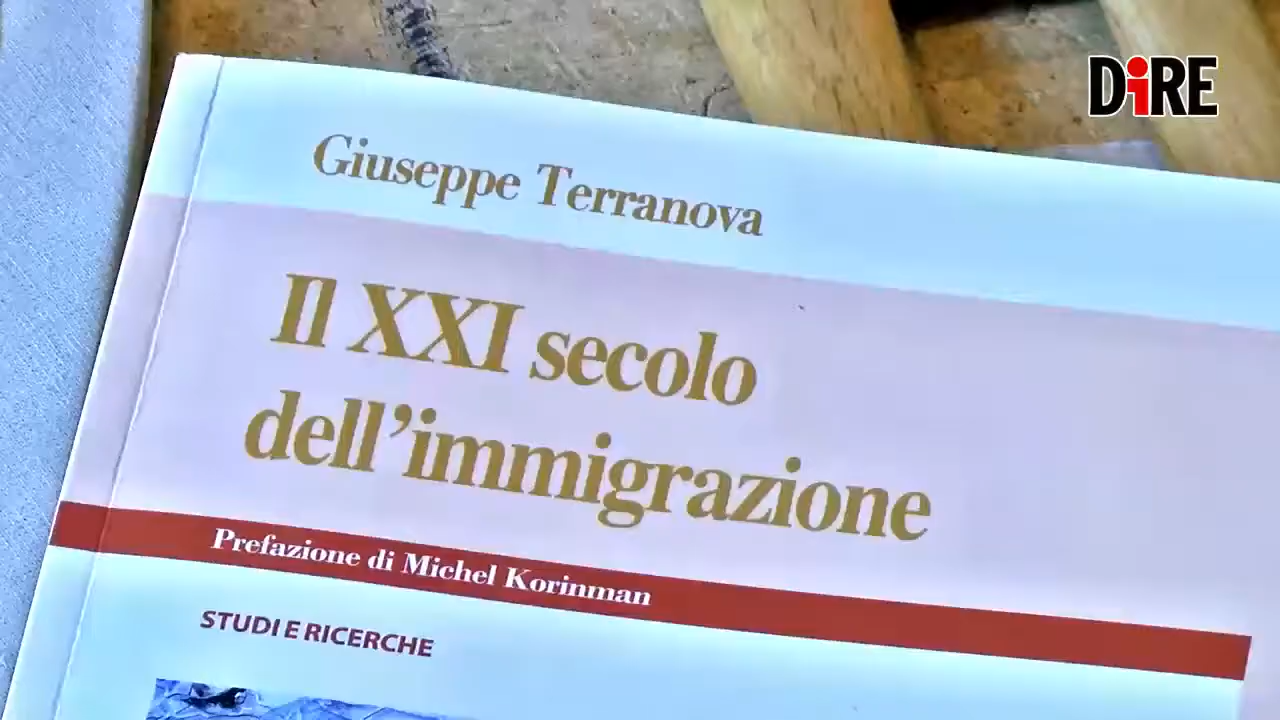 DiRE
Giuseppe Terranova
Il XXI secolo
dell’immigrazione
Prefazione di Michel Korinman
STUDI E RICERCHE